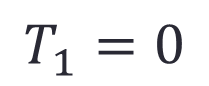 T₁ = 0